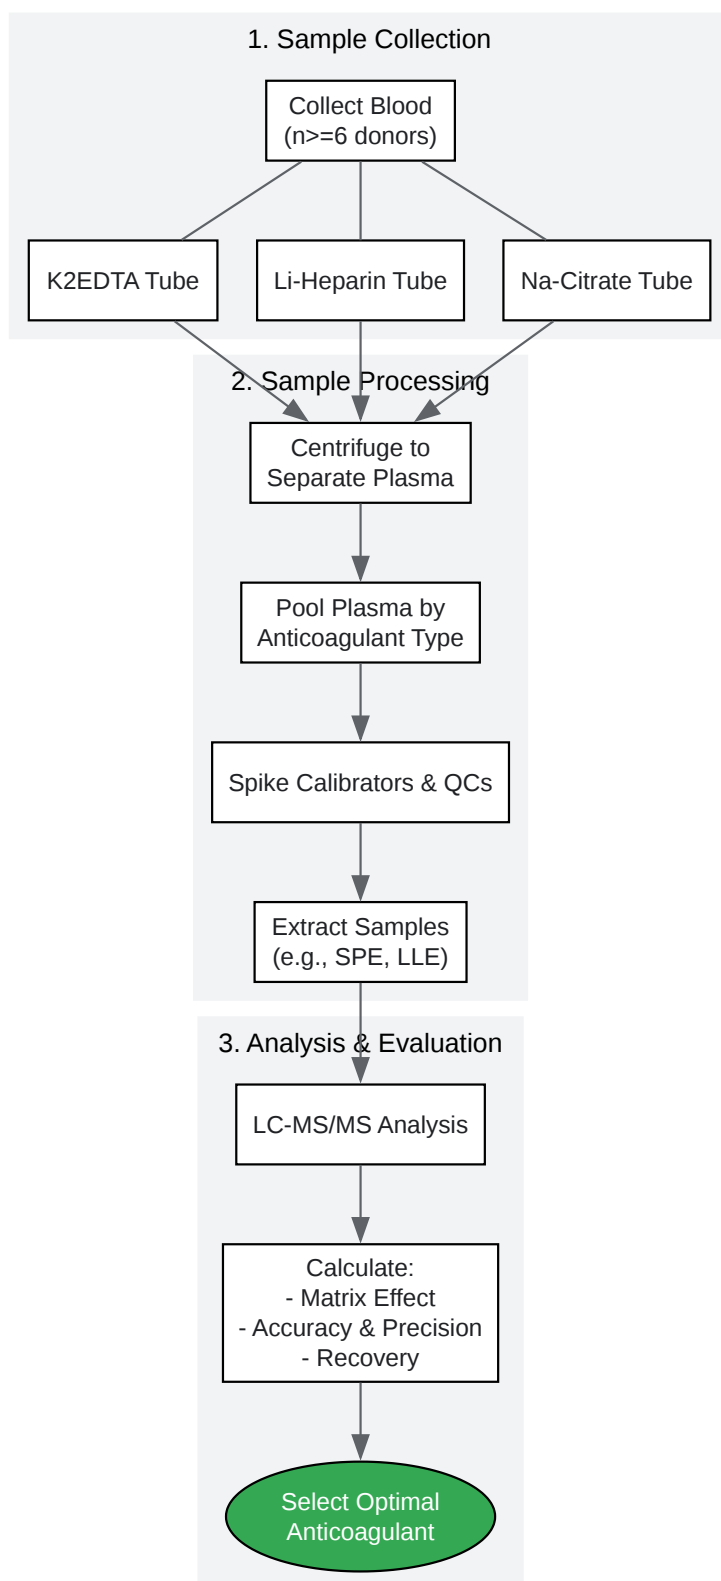 1. Sample Collection
Collect Blood
(n>=6 donors)
K2EDTA Tube
Li-Heparin Tube
Na-Citrate Tube
2. Sample Processing
Centrifuge to
Separate Plasma
Pool Plasma by
Anticoagulant Type
Spike Calibrators & QCs
Extract Samples
(e.g., SPE, LLE)
3. Analysis & Evaluation
LC-MS/MS Analysis
Calculate:
- Matrix Effect
- Accuracy & Precision
- Recovery
Select Optimal
Anticoagulant